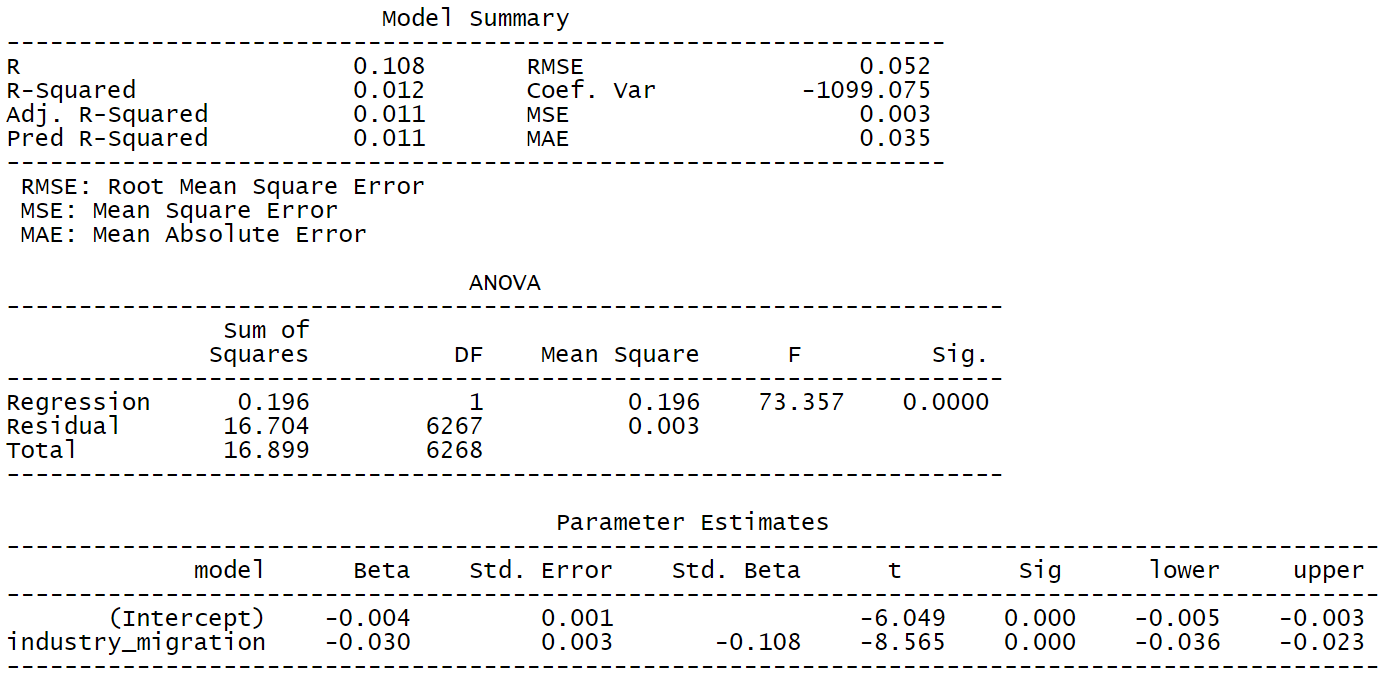 Model Summary
-----------------------------------------------------------------
R                       0.108       RMSE                   0.052
R-Squared               0.012       Coef. Var          -1099.075
Adj. R-Squared          0.011       MSE                    0.003
Pred R-Squared          0.011       MAE                    0.035
-----------------------------------------------------------------
RMSE: Root Mean Square Error
MSE: Mean Square Error
MAE: Mean Absolute Error
ANOVA
---------------------------------------------------------------------
Sum of
Squares          DF    Mean Square      F         Sig.
---------------------------------------------------------------------
Regression      0.196           1          0.196    73.357    0.0000
Residual       16.704        6267          0.003
Total          16.899        6268
---------------------------------------------------------------------
Parameter Estimates
-----------------------------------------------------------------------------------------------
model      Beta    Std. Error    Std. Beta      t        Sig      lower     upper
-----------------------------------------------------------------------------------------------
(Intercept)    -0.004         0.001                 -6.049    0.000    -0.005    -0.003
industry_migration    -0.030         0.003       -0.108    -8.565    0.000    -0.036    -0.023
-----------------------------------------------------------------------------------------------